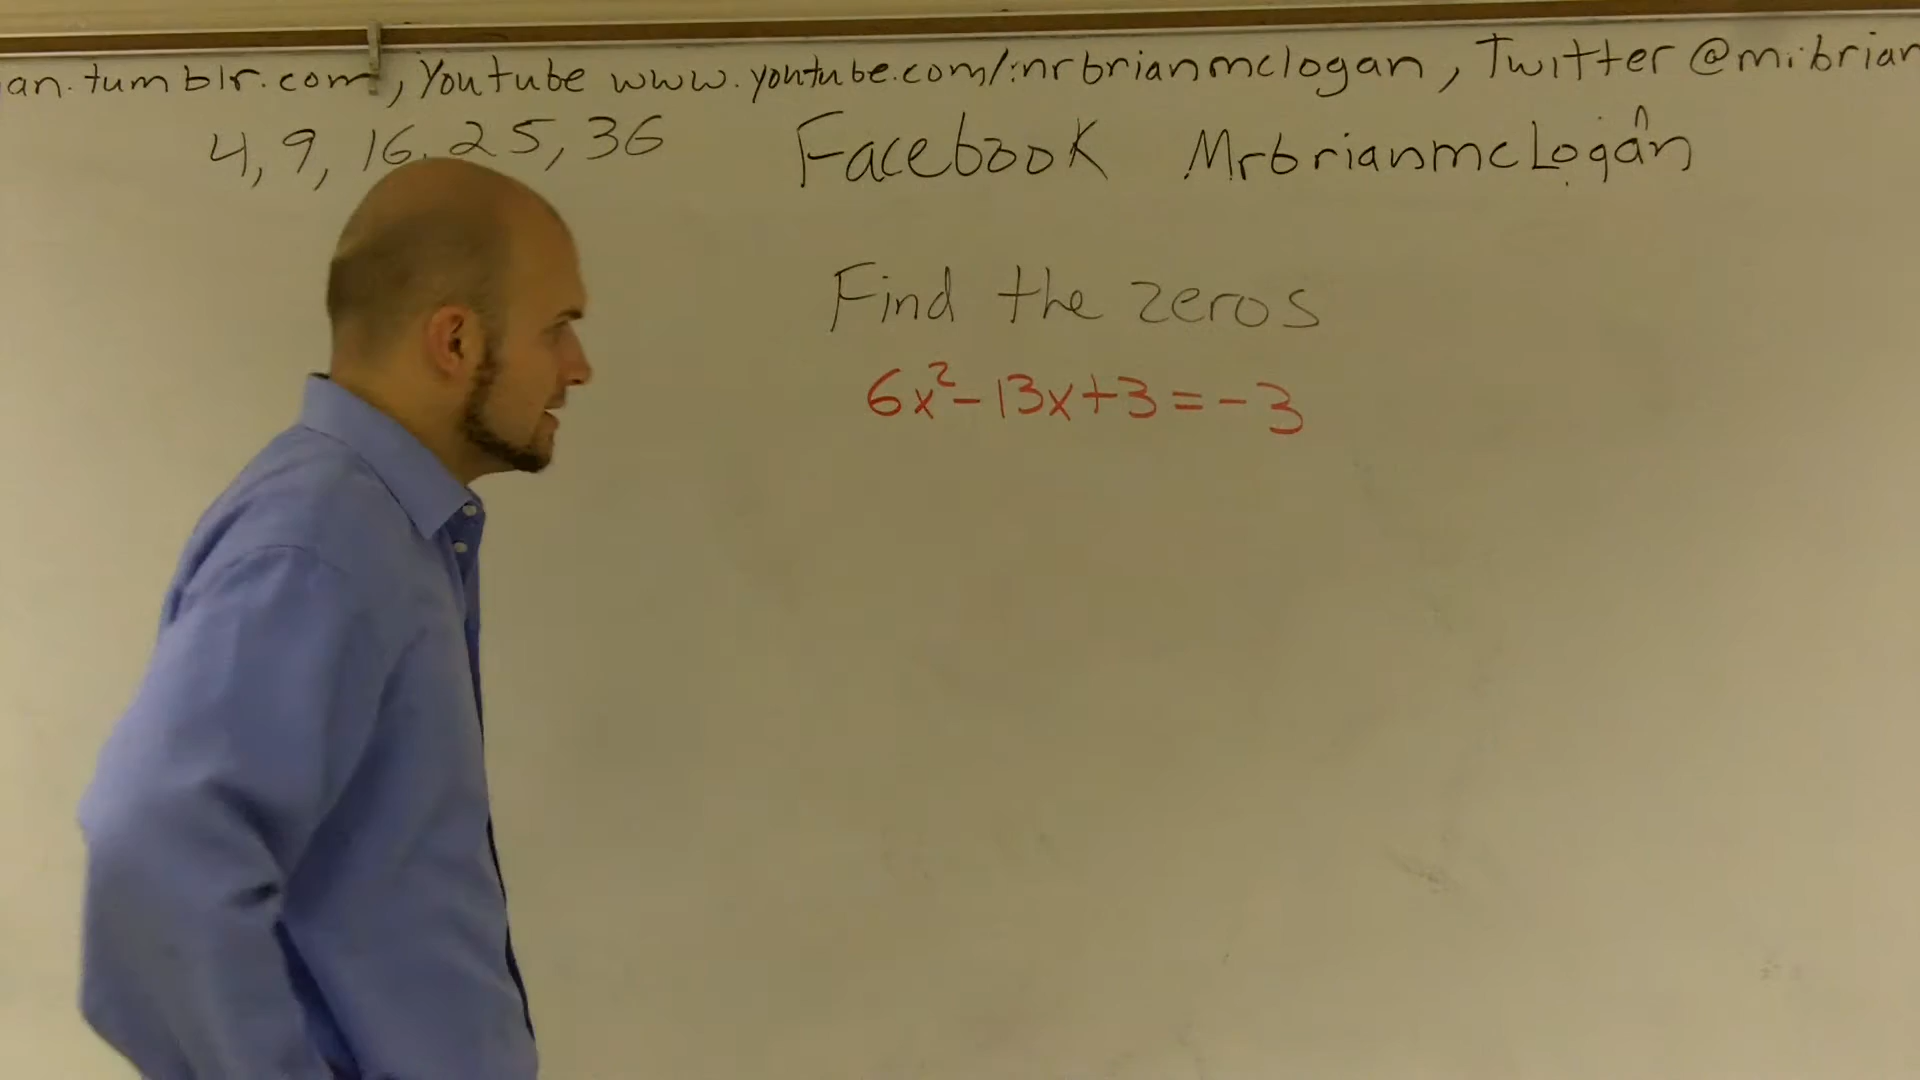 an.tumblr.com, Youtube www.youtube.com/mrbrianmclogan, Twitter @mrbrian
4, 9, 16, 25, 36
Facebook MrbrianmcLogan
Find the zeros
6x²-13x+3=-3